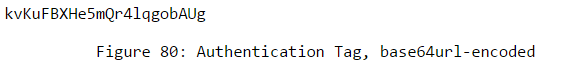 kvKuFBXHe5mQr4lqgobAUg
Figure 80: Authentication Tag, base64url-encoded